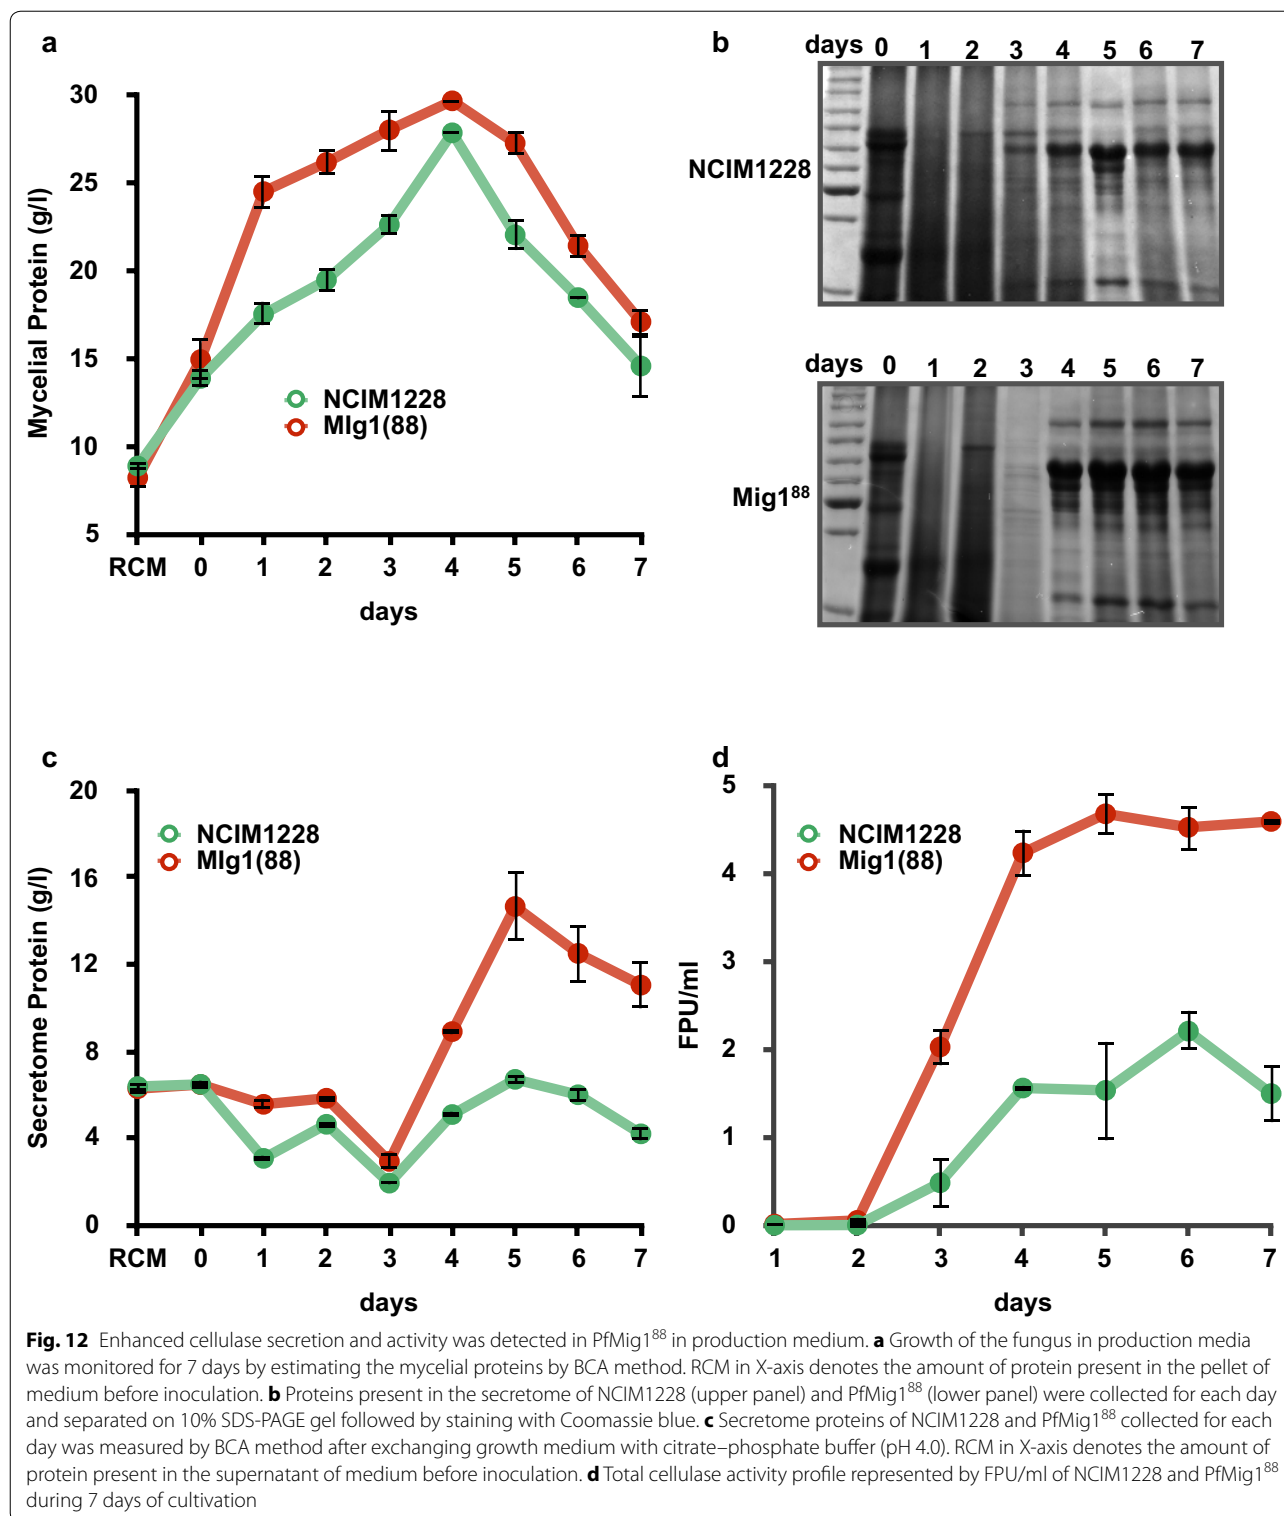 a
Mycelial Protein (g/l)
30
25
20
15
10
5
NCIM1228
MIg1(88)
RCM 0 1 2 3 4 5 6 7
days
b
days 0 1 2 3 4 5 6 7
NCIM1228
days 0 1 2 3 4 5 6 7
Mig1⁸⁸
c
Secretome Protein (g/l)
20
16
12
8
4
0
NCIM1228
MIg1(88)
RCM 0 1 2 3 4 5 6 7
days
d
FPU/ml
5
4
3
2
1
0
NCIM1228
Mig1(88)
1 2 3 4 5 6 7
days
Fig. 12 Enhanced cellulase secretion and activity was detected in PfMig1⁸⁸ in production medium. a Growth of the fungus in production media
was monitored for 7 days by estimating the mycelial proteins by BCA method. RCM in X-axis denotes the amount of protein present in the pellet of
medium before inoculation. b Proteins present in the secretome of NCIM1228 (upper panel) and PfMig1⁸⁸ (lower panel) were collected for each day
and separated on 10% SDS-PAGE gel followed by staining with Coomassie blue. c Secretome proteins of NCIM1228 and PfMig1⁸⁸ collected for each
day was measured by BCA method after exchanging growth medium with citrate–phosphate buffer (pH 4.0). RCM in X-axis denotes the amount of
protein present in the supernatant of medium before inoculation. d Total cellulase activity profile represented by FPU/ml of NCIM1228 and PfMig1⁸⁸
during 7 days of cultivation